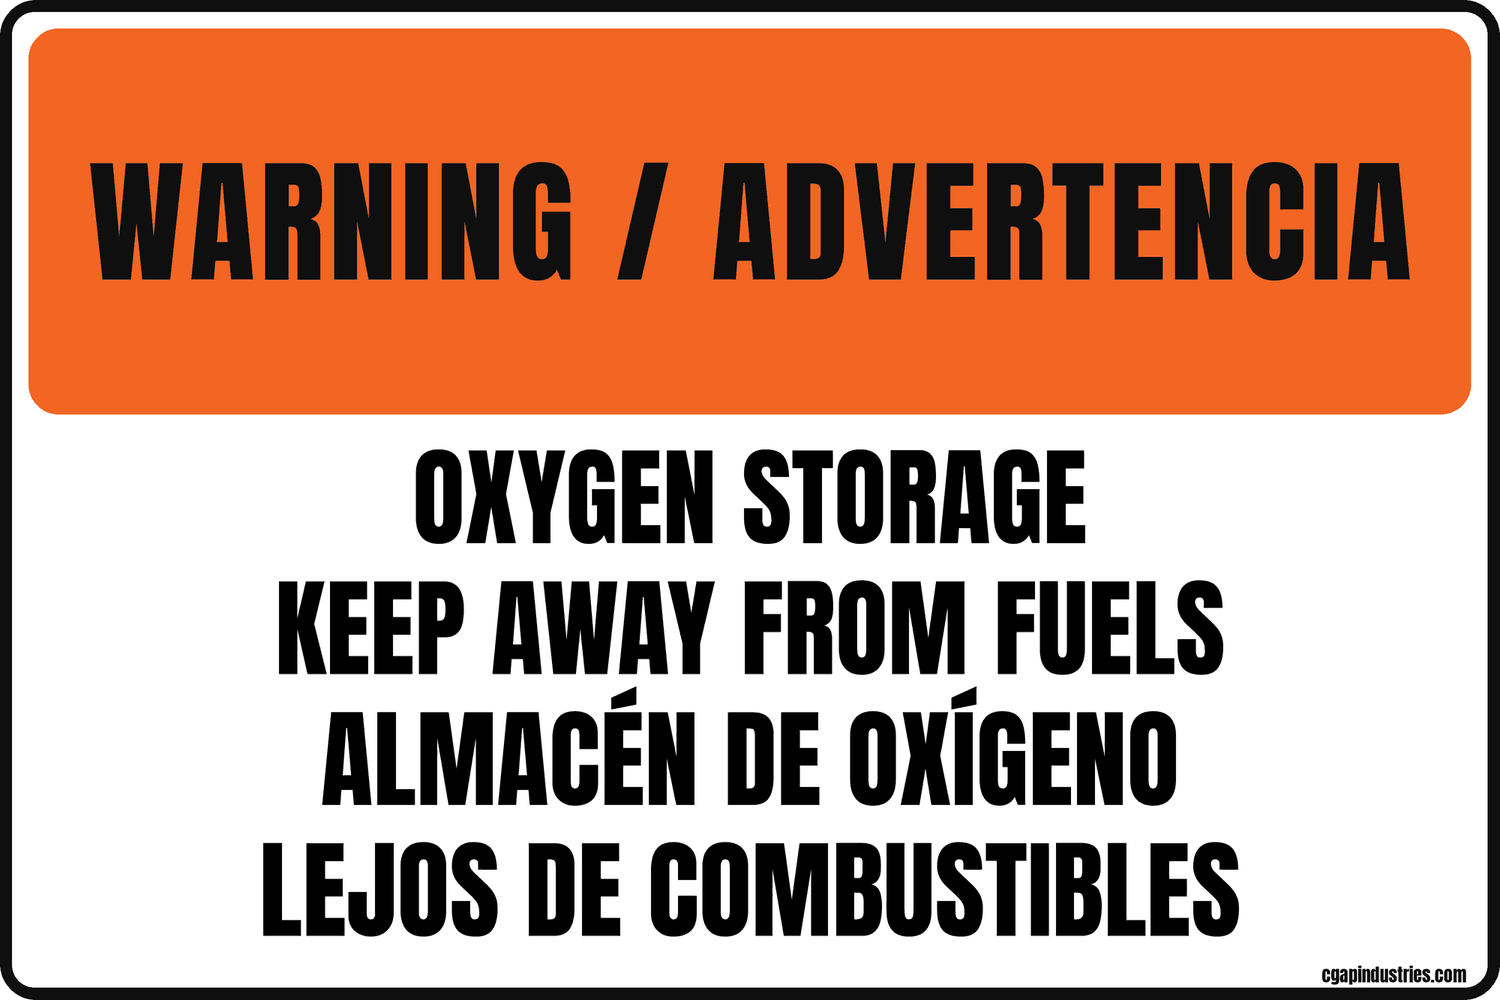 WARNING / ADVERTENCIA
OXYGEN STORAGE
KEEP AWAY FROM FUELS
ALMACÉN DE OXÍGENO
LEJOS DE COMBUSTIBLES
cgapindustries.com